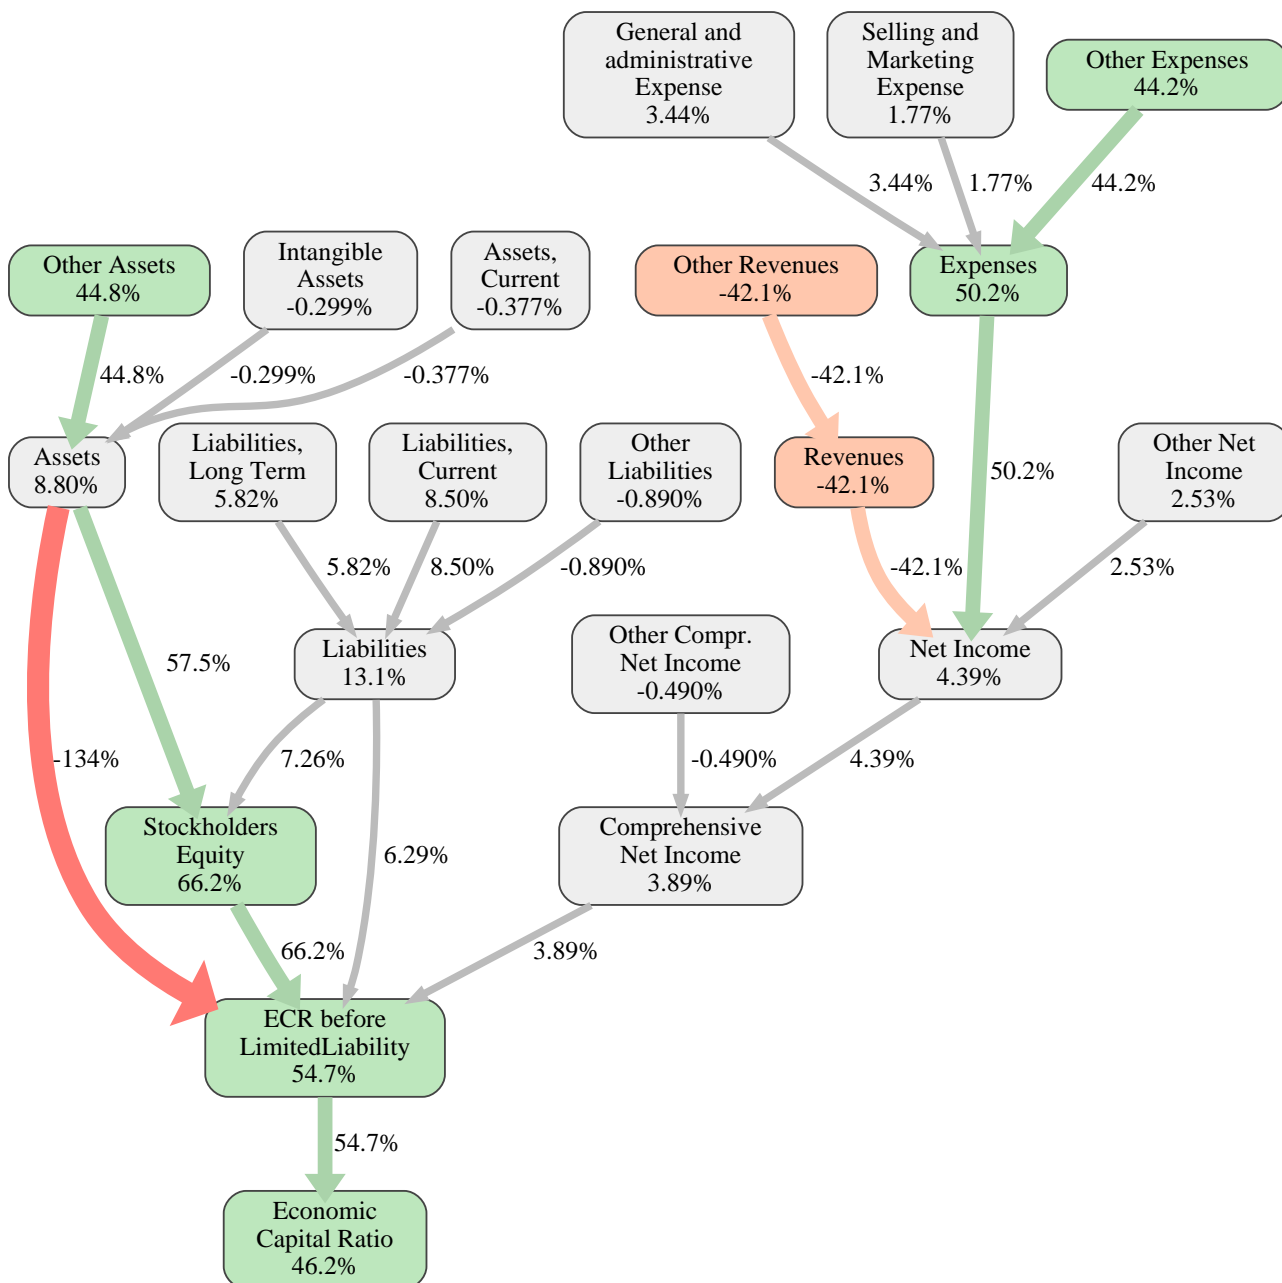 General and
administrative
Expense
3.44%
Selling and
Marketing
Expense
1.77%
Other Expenses
44.2%
3.44%
1.77%
44.2%
Other Assets
44.8%
Intangible
Assets
-0.299%
Assets,
Current
-0.377%
Other Revenues
-42.1%
Expenses
50.2%
44.8%
-0.299%
-0.377%
-42.1%
Assets
8.80%
Liabilities,
Long Term
5.82%
Liabilities,
Current
8.50%
Other
Liabilities
-0.890%
Revenues
-42.1%
50.2%
Other Net
Income
2.53%
5.82%
8.50%
-0.890%
-42.1%
2.53%
57.5%
Liabilities
13.1%
Other Compr.
Net Income
-0.490%
Net Income
4.39%
-134%
7.26%
-0.490%
4.39%
Stockholders
Equity
66.2%
6.29%
Comprehensive
Net Income
3.89%
66.2%
3.89%
ECR before
LimitedLiability
54.7%
54.7%
Economic
Capital Ratio
46.2%